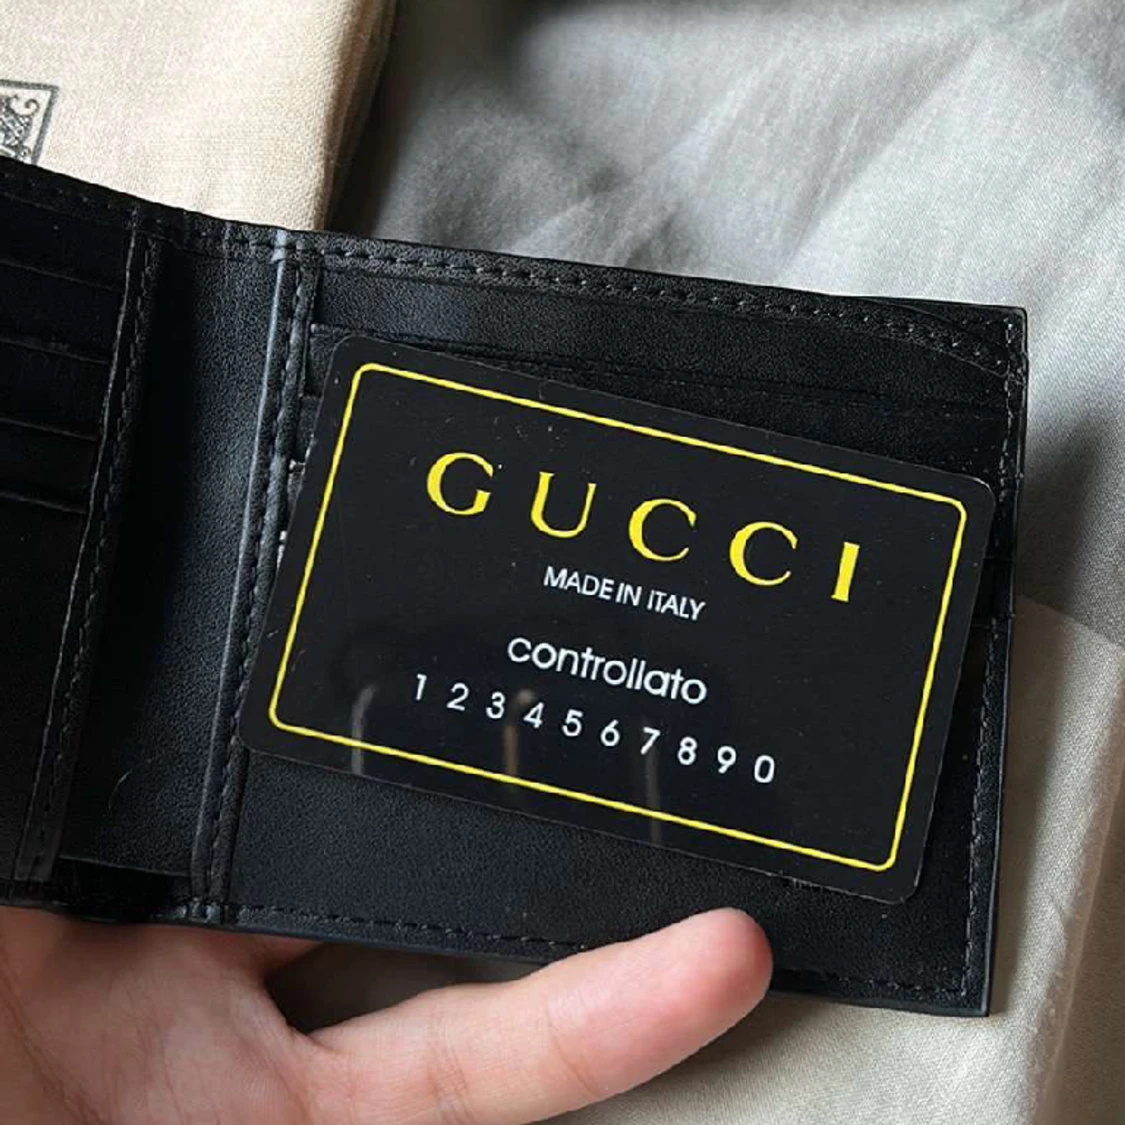 GUCCI
MADE IN ITALY
controllato
1 2 3 4 5 6 7 8 9 0